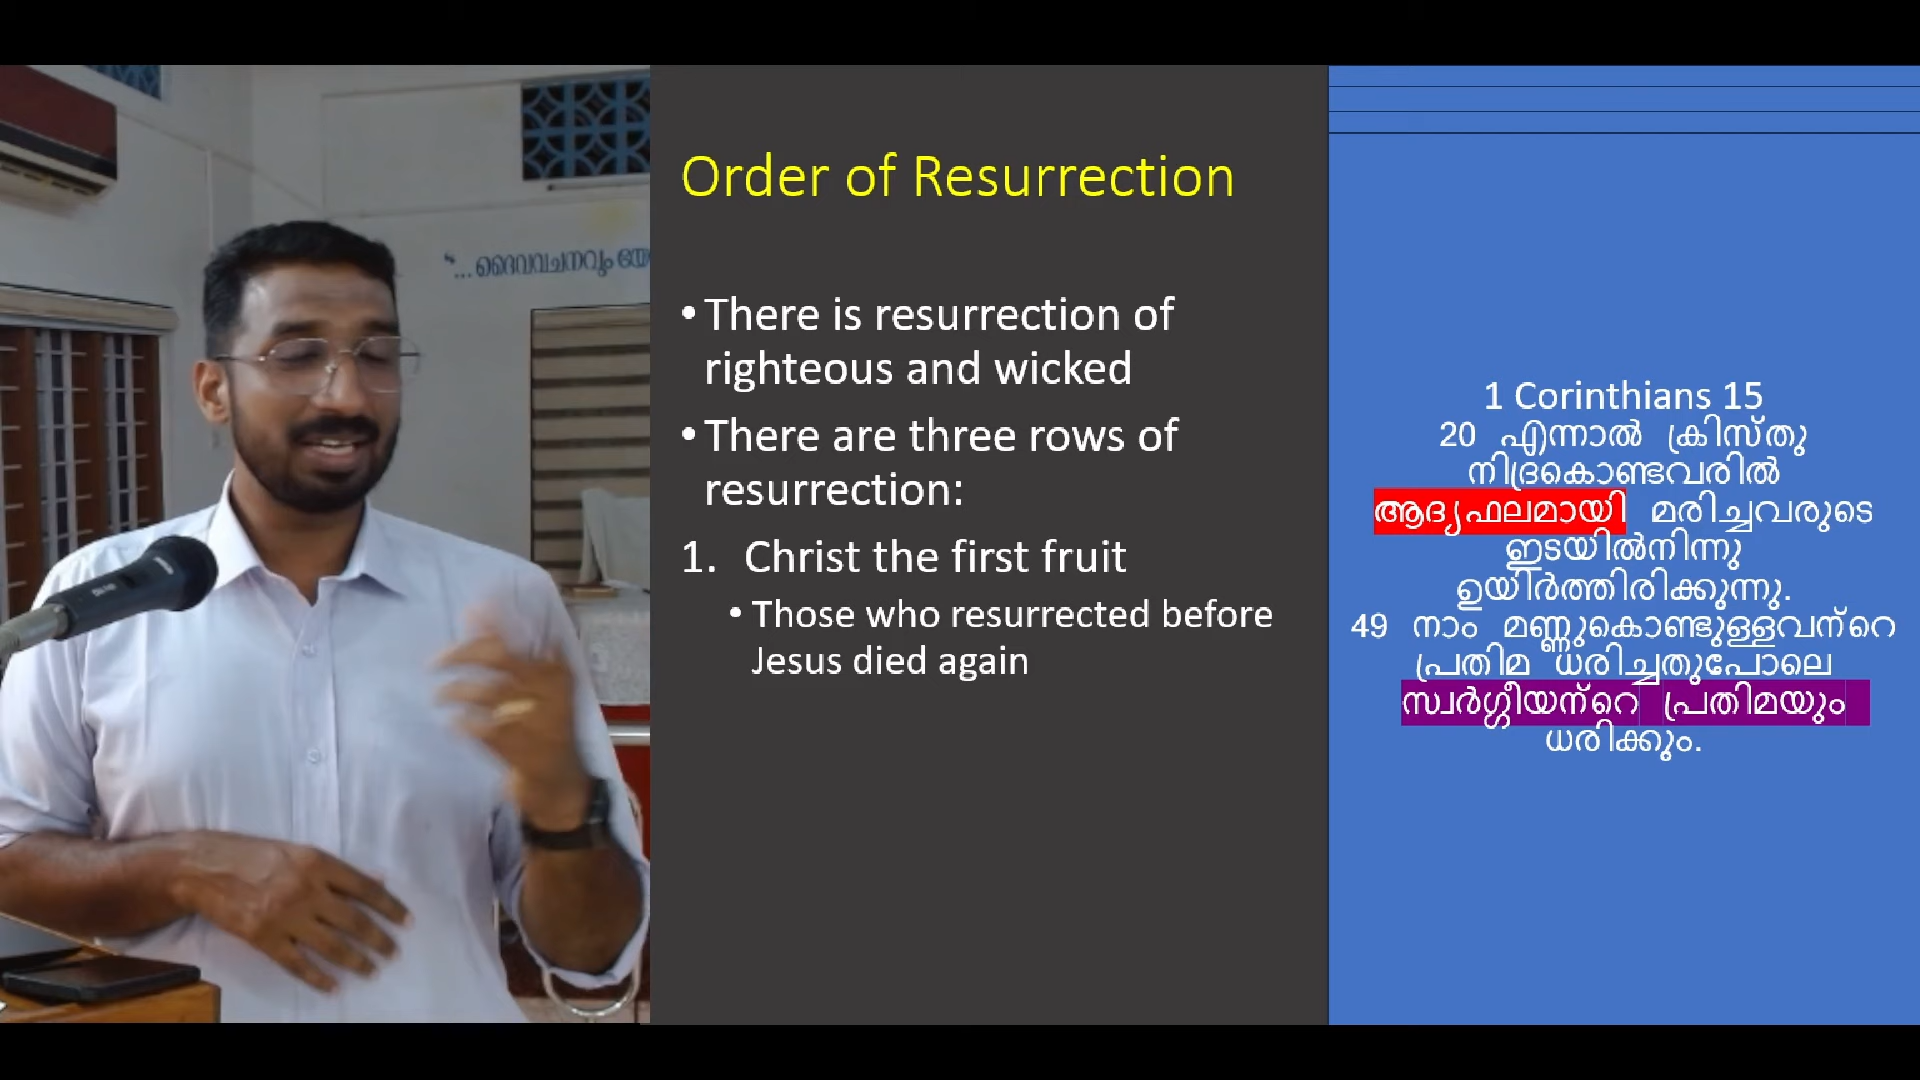 "...ദൈവവചനവും യേ
Order of Resurrection
• There is resurrection of
righteous and wicked
• There are three rows of
resurrection:
1. Christ the first fruit
• Those who resurrected before
Jesus died again
1 Corinthians 15
20 എന്നാൽ ക്രിസ്തു
നിദ്രകൊണ്ടവരിൽ
ആദ്യഫലമായി മരിച്ചവരുടെ
ഇടയിൽനിന്നു
ഉയിർത്തിരിക്കുന്നു.
49 നാം മണ്ണുകൊണ്ടുള്ളവന്റെ
പ്രതിമ ധരിച്ചതുപോലെ
സ്വർഗ്ഗീയന്റെ പ്രതിമയും
ധരിക്കും.